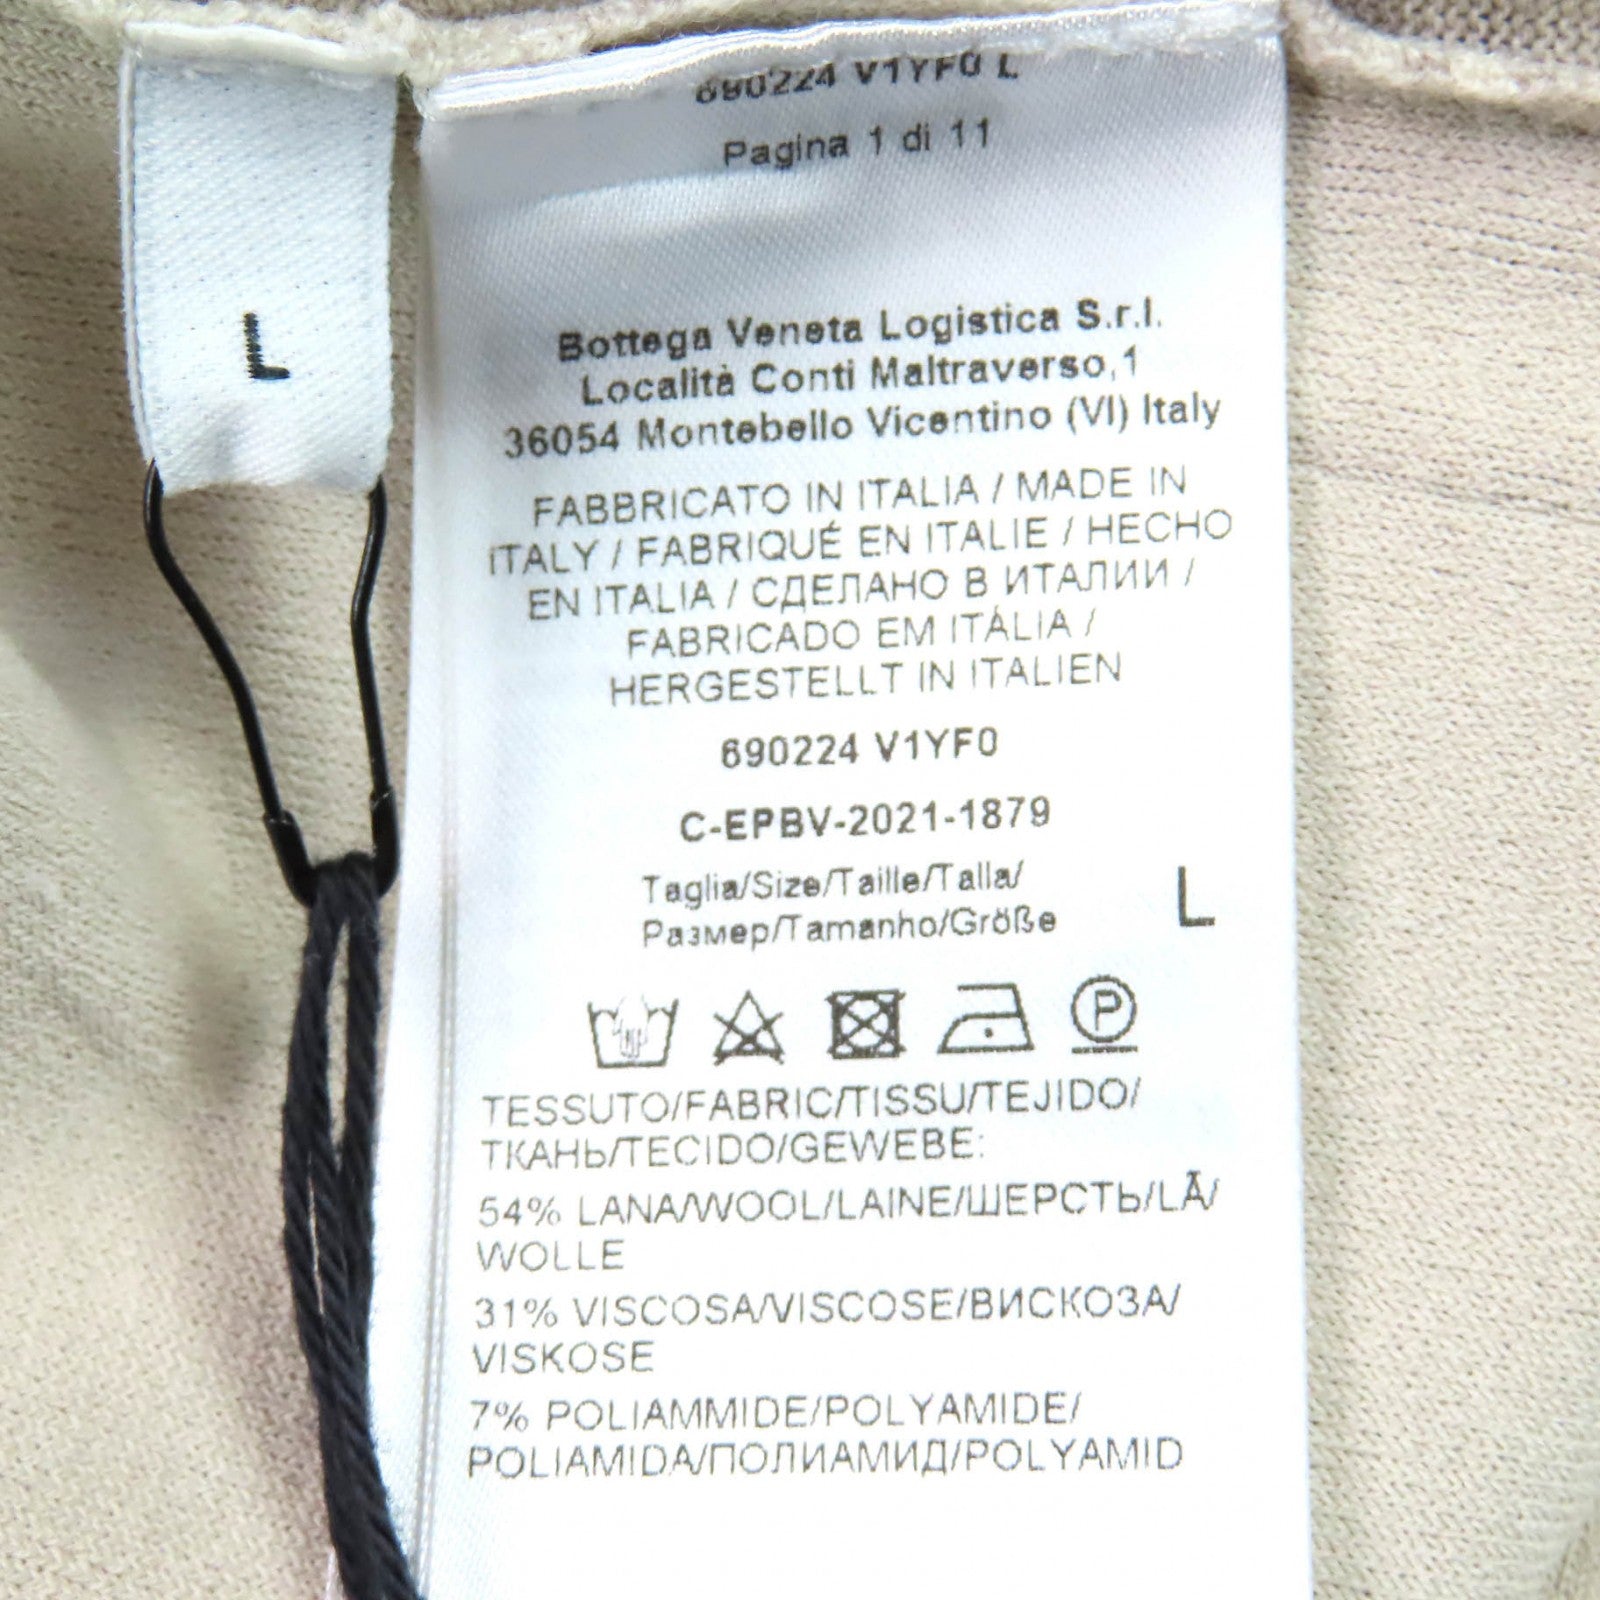 L
690224 V1YF0 L
Pagina 1 di 11
Bottega Veneta Logistica S.r.l.
Località Conti Maltraverso,1
36054 Montebello Vicentino (VI) Italy
FABBRICATO IN ITALIA / MADE IN
ITALY / FABRIQUÉ EN ITALIE / HECHO
EN ITALIA / СДЕЛАНО В ИТАЛИИ /
FABRICADO EM ITÁLIA /
HERGESTELLT IN ITALIEN
690224 V1YF0
C-EPBV-2021-1879
Taglia/Size/Taille/Talla/
Размер/Tamanho/Größe L
P
TESSUTO/FABRIC/TISSU/TEJIDO/
ТКАНЬ/TECIDO/GEWEBE:
54% LANA/WOOL/LAINE/ШЕРСТЬ/LÃ/
WOLLE
31% VISCOSA/VISCOSE/ВИСКОЗА/
VISKOSE
7% POLIAMMIDE/POLYAMIDE/
POLIAMIDA/ПОЛИАМИД/POLYAMID